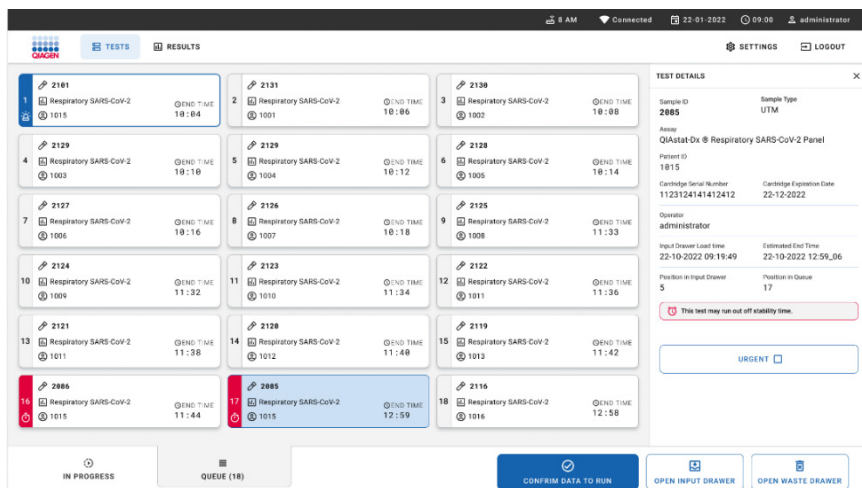 8 AM Connected 22-01-2022 09:00 administrator
QIAGEN TESTS RESULTS SETTINGS LOGOUT
1
2101
Respiratory SARS-CoV-2
1015
END TIME
10:04
2
2131
Respiratory SARS-CoV-2
1001
END TIME
10:06
3
2130
Respiratory SARS-CoV-2
1002
END TIME
10:08
4
2129
Respiratory SARS-CoV-2
1003
END TIME
10:10
5
2129
Respiratory SARS-CoV-2
1004
END TIME
10:12
6
2128
Respiratory SARS-CoV-2
1005
END TIME
10:14
7
2127
Respiratory SARS-CoV-2
1006
END TIME
10:16
8
2126
Respiratory SARS-CoV-2
1007
END TIME
10:18
9
2125
Respiratory SARS-CoV-2
1008
END TIME
11:33
10
2124
Respiratory SARS-CoV-2
1009
END TIME
11:32
11
2123
Respiratory SARS-CoV-2
1010
END TIME
11:34
12
2122
Respiratory SARS-CoV-2
1011
END TIME
11:36
13
2121
Respiratory SARS-CoV-2
1011
END TIME
11:38
14
2120
Respiratory SARS-CoV-2
1012
END TIME
11:40
15
2119
Respiratory SARS-CoV-2
1013
END TIME
11:42
16
2086
Respiratory SARS-CoV-2
1015
END TIME
11:44
17
2085
Respiratory SARS-CoV-2
1015
END TIME
12:59
18
2116
Respiratory SARS-CoV-2
1016
END TIME
12:58
TEST DETAILS
Sample ID Sample Type
2085 UTM
Assay
QIAstat-Dx ® Respiratory SARS-CoV-2 Panel
Patient ID
1015
Cardridge Serial Number Cardridge Expiration Date
1123124141412412 22-12-2022
Operator
administrator
Input Drawer Load time Estimated End Time
22-10-2022 09:19:49 22-10-2022 12:59_06
Position in Input Drawer Position in Queue
5 17
This test may run out off stability time.
URGENT
IN PROGRESS
QUEUE (18)
CONFRIM DATA TO RUN
OPEN INPUT DRAWER
OPEN WASTE DRAWER